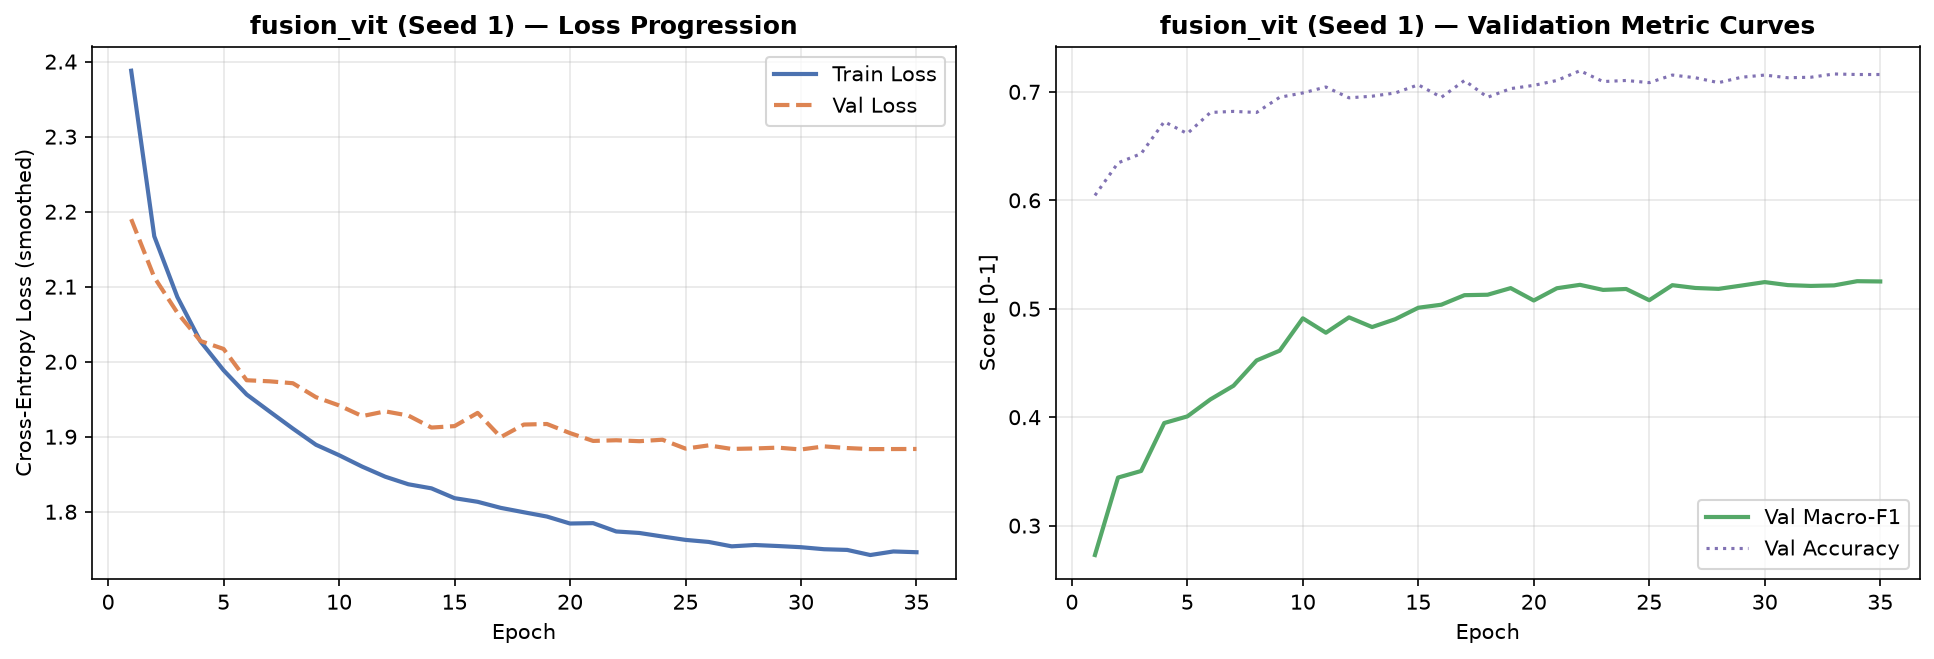 fusion_vit (Seed 1) — Loss Progression
Cross-Entropy Loss (smoothed)
2.4
2.3
2.2
2.1
2.0
1.9
1.8
Train Loss
Val Loss
0 5 10 15 20 25 30 35
Epoch
fusion_vit (Seed 1) — Validation Metric Curves
Score [0-1]
0.7
0.6
0.5
0.4
0.3
Val Macro-F1
Val Accuracy
0 5 10 15 20 25 30 35
Epoch